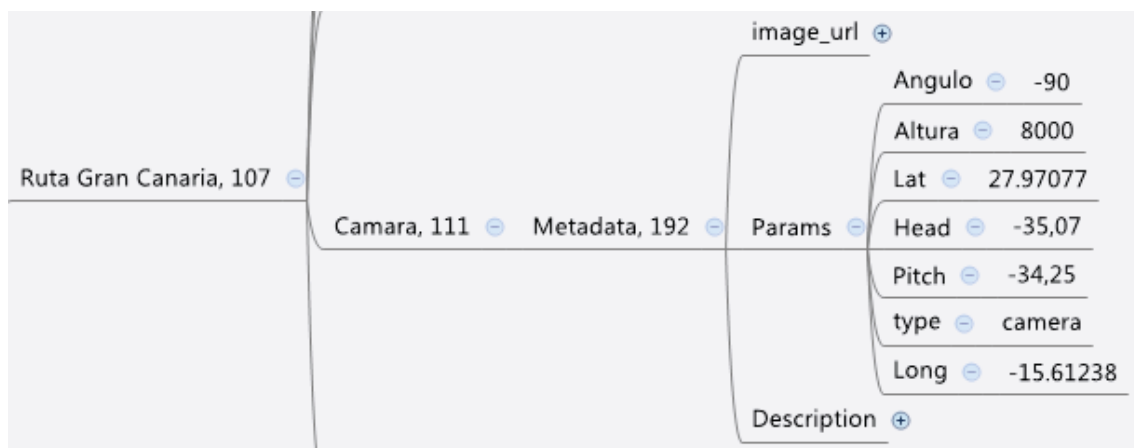 image_url
Angulo -90
Altura 8000
Ruta Gran Canaria, 107
Lat 27.97077
Camara, 111
Metadata, 192
Params
Head -35,07
Pitch -34,25
type camera
Long -15.61238
Description